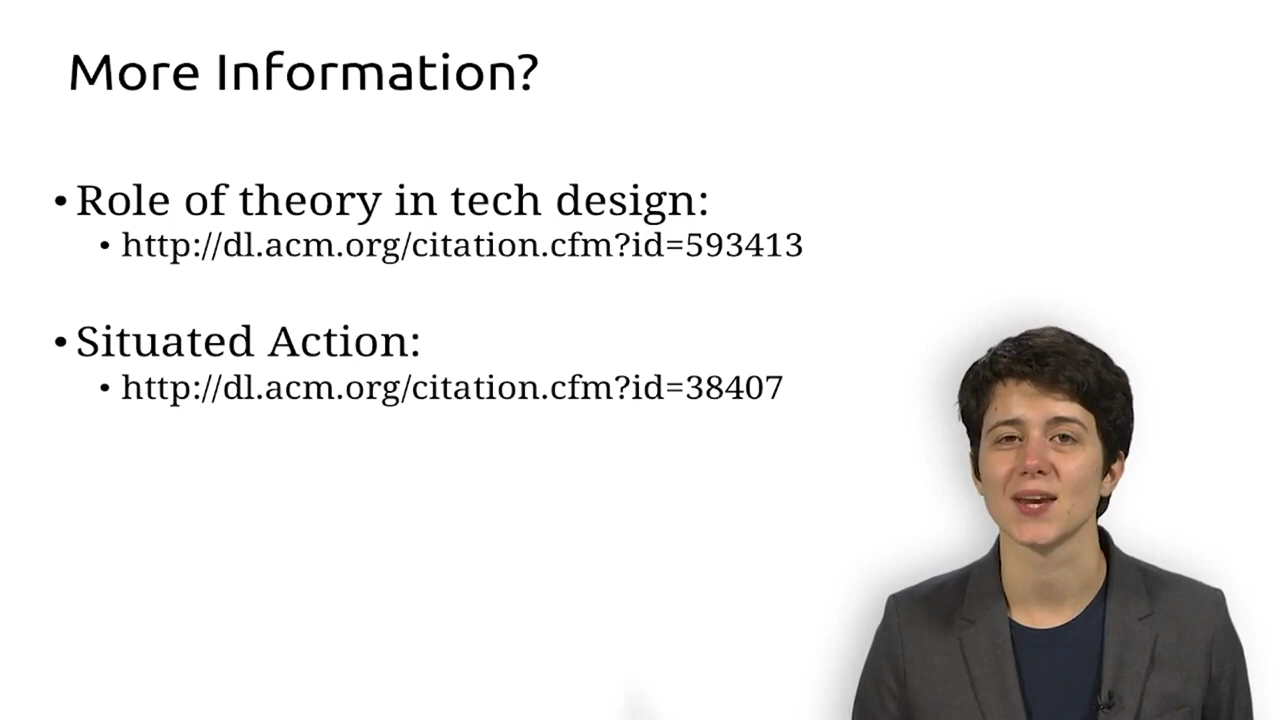 More Information?
• Role of theory in tech design:
• http://dl.acm.org/citation.cfm?id=593413
• Situated Action:
• http://dl.acm.org/citation.cfm?id=38407